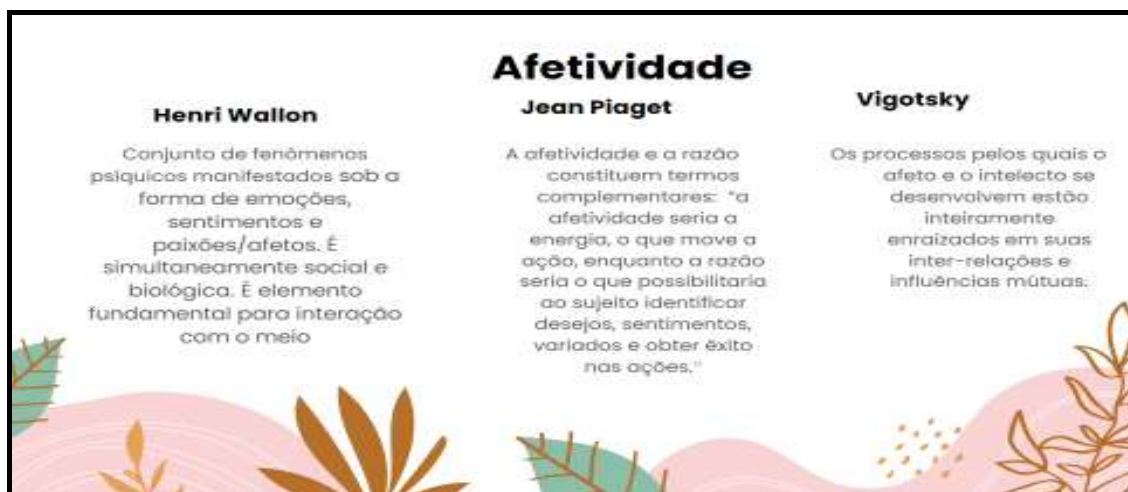 Afetividade
Henri Wallon
Conjunto de fenômenos
psíquicos manifestados sob a
forma de emoções,
sentimentos e
paixões/afetos. É
simultaneamente social e
biológica. É elemento
fundamental para interação
com o meio
Jean Piaget
A afetividade e a razão
constituem termos
complementares: "a
afetividade seria a
energia, o que move a
ação, enquanto a razão
seria o que possibilitaria
ao sujeito identificar
desejos, sentimentos,
variados e obter êxito
nas ações."
Vigotsky
Os processos pelos quais o
afeto e o intelecto se
desenvolvem estão
inteiramente
enraizados em suas
inter-relações e
influências mútuas.